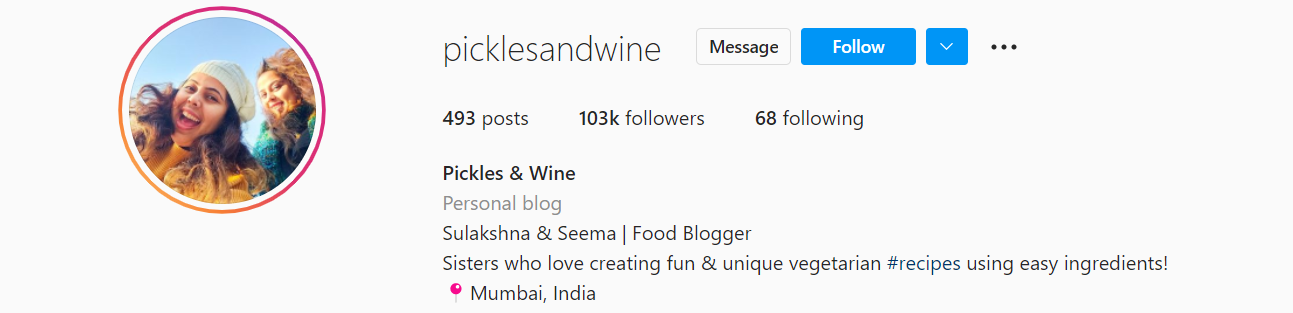 picklesandwine Message Follow
493 posts 103k followers 68 following
Pickles & Wine
Personal blog
Sulakshna & Seema | Food Blogger
Sisters who love creating fun & unique vegetarian #recipes using easy ingredients!
📍 Mumbai, India